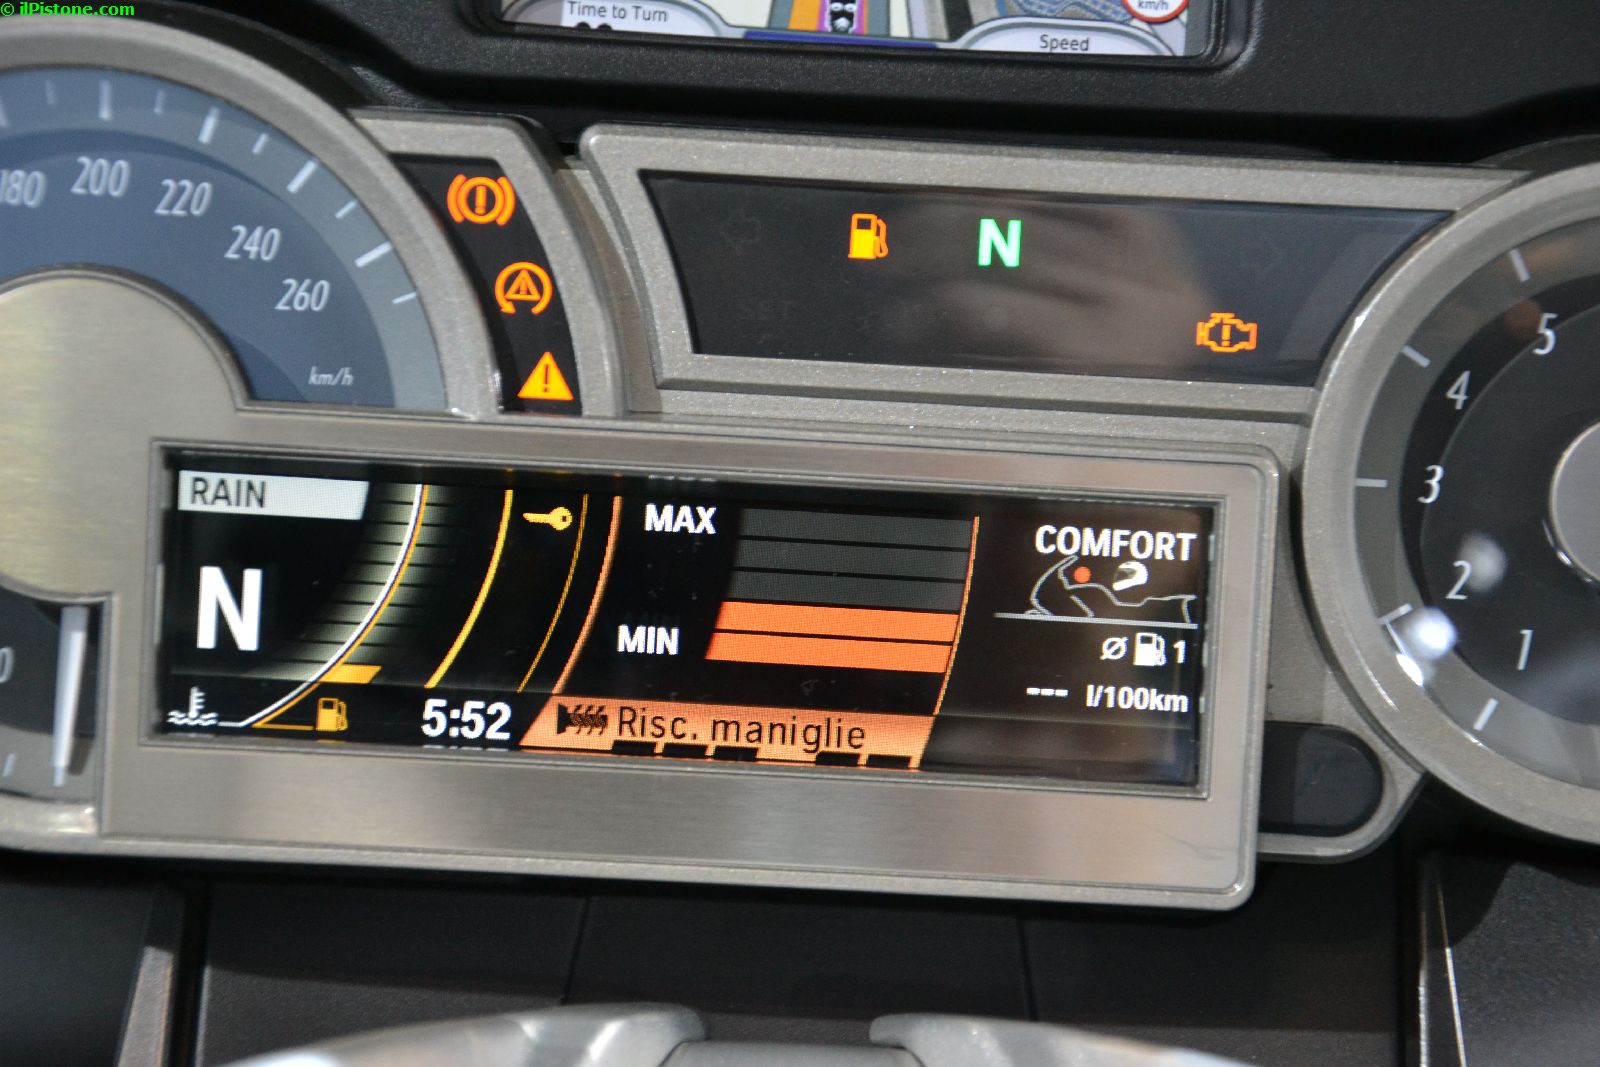 © ilPistone.com
Time to Turn
km/h
Speed
180
200
220
240
260
km/h
N
5
4
3
2
1
RAIN
MAX
COMFORT
N
MIN
Ø 1
--- l/100km
5:52
Risc. maniglie